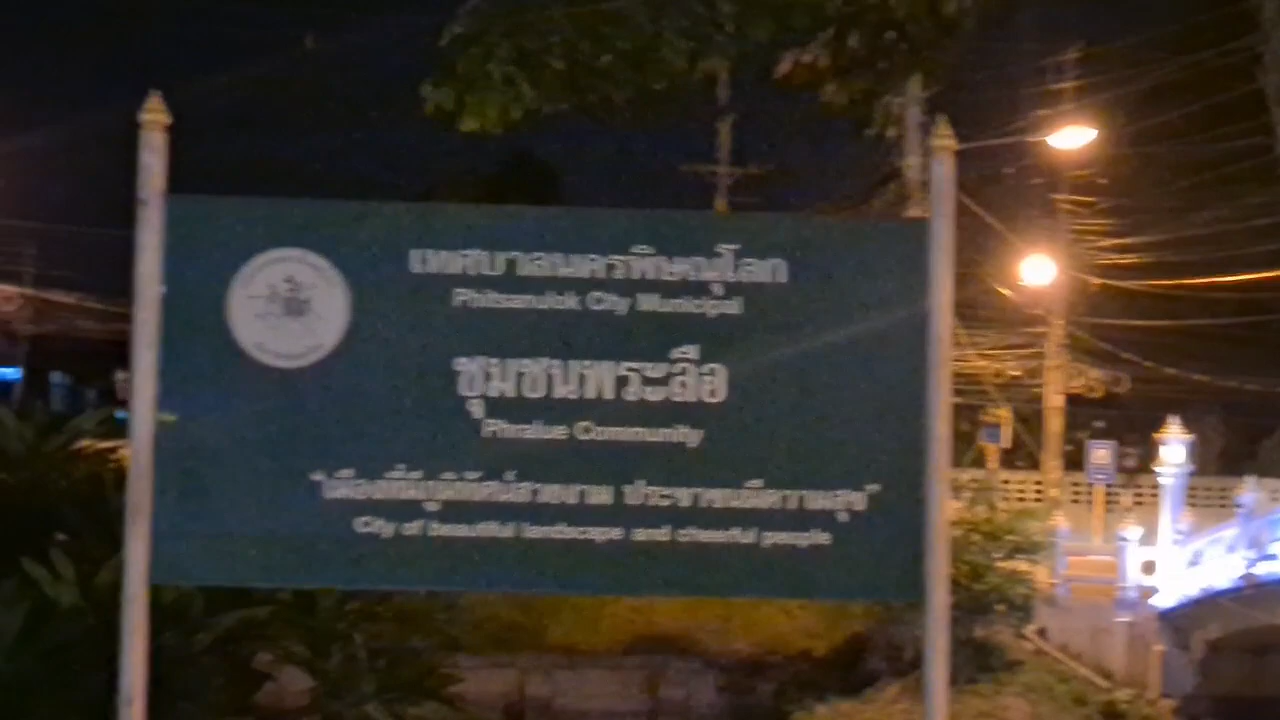 เทศบาลนครพิษณุโลก
Phitsanulok City Municipal
ชุมชนพระลือ
Phralue Community
"เมืองที่ภูมิทัศน์สวยงาม ประชาชนมีความสุข"
City of beautiful landscape and cheerful people